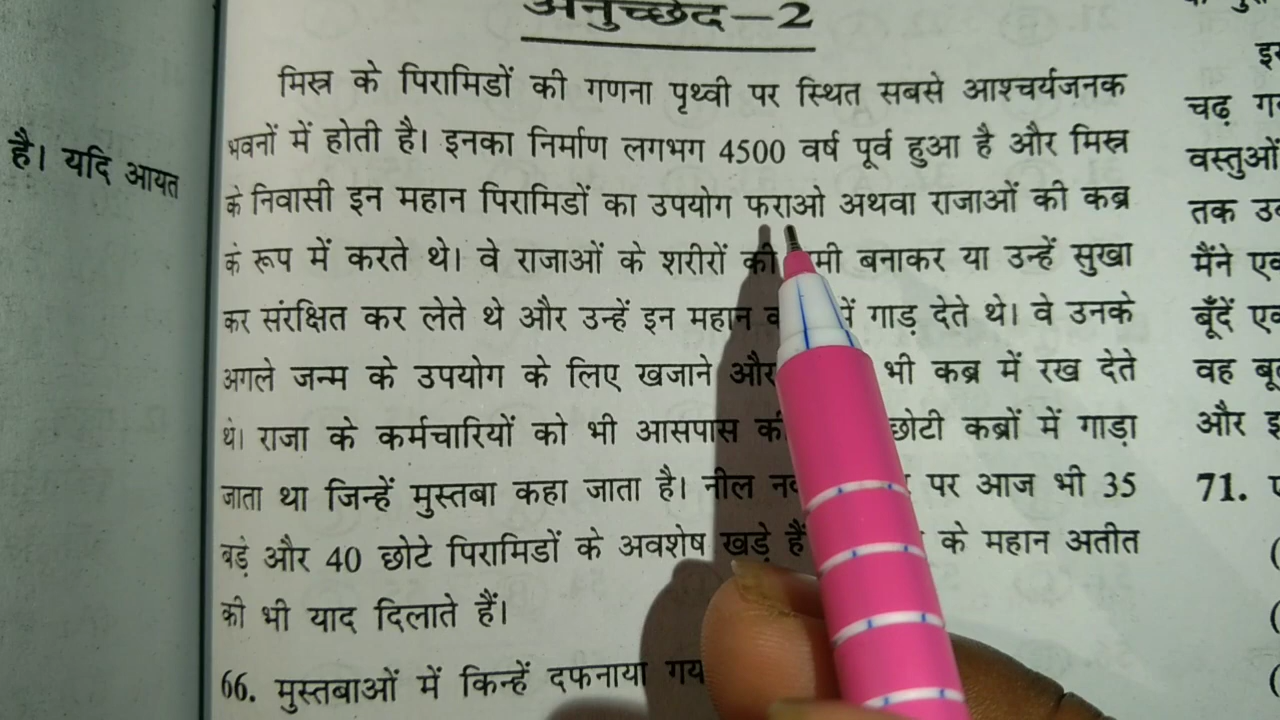 अनुच्छेद–2
मिस्र के पिरामिडों की गणना पृथ्वी पर स्थित सबसे आश्चर्यजनक
भवनों में होती है। इनका निर्माण लगभग 4500 वर्ष पूर्व हुआ है और मिस्र
के निवासी इन महान पिरामिडों का उपयोग फराओ अथवा राजाओं की कब्र
के रूप में करते थे। वे राजाओं के शरीरों की बनाकर या उन्हें सुखा
कर संरक्षित कर लेते थे और उन्हें इन महान में गाड़ देते थे। वे उनके
अगले जन्म के उपयोग के लिए खजाने और भी कब्र में रख देते
थे। राजा के कर्मचारियों को भी आसपास की छोटी कब्रों में गाड़ा
जाता था जिन्हें मुस्तबा कहा जाता है। नील पर आज भी 35
बड़े और 40 छोटे पिरामिडों के अवशेष खड़े हैं के महान अतीत
की भी याद दिलाते हैं।
66. मुस्तबाओं में किन्हें दफनाया
है। यदि आयत
चढ़
वस्तुओं
तक
मैंने
बूँदें
वह
और
71.